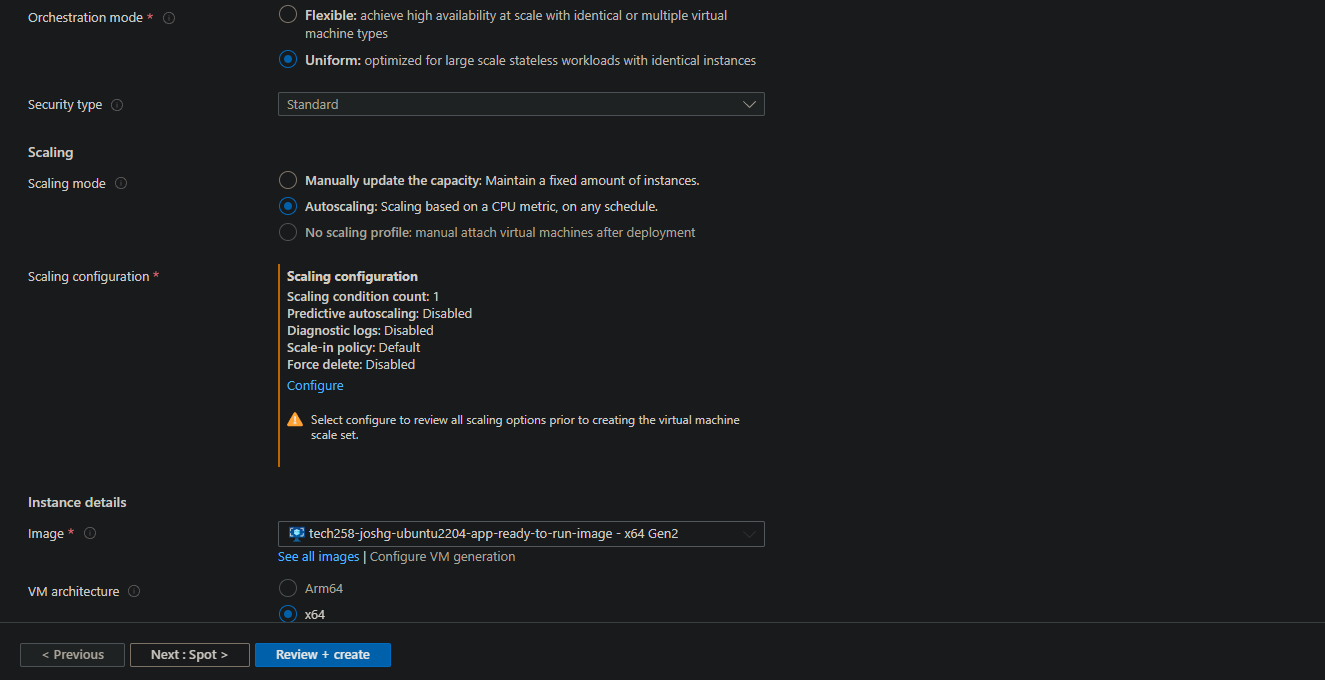 Orchestration mode *
Flexible: achieve high availability at scale with identical or multiple virtual
machine types
Uniform: optimized for large scale stateless workloads with identical instances
Security type
Standard
Scaling
Scaling mode
Manually update the capacity: Maintain a fixed amount of instances.
Autoscaling: Scaling based on a CPU metric, on any schedule.
No scaling profile: manual attach virtual machines after deployment
Scaling configuration *
Scaling configuration
Scaling condition count: 1
Predictive autoscaling: Disabled
Diagnostic logs: Disabled
Scale-in policy: Default
Force delete: Disabled
Configure
Select configure to review all scaling options prior to creating the virtual machine
scale set.
Instance details
Image *
tech258-joshg-ubuntu2204-app-ready-to-run-image - x64 Gen2
See all images | Configure VM generation
VM architecture
Arm64
x64
< Previous
Next : Spot >
Review + create